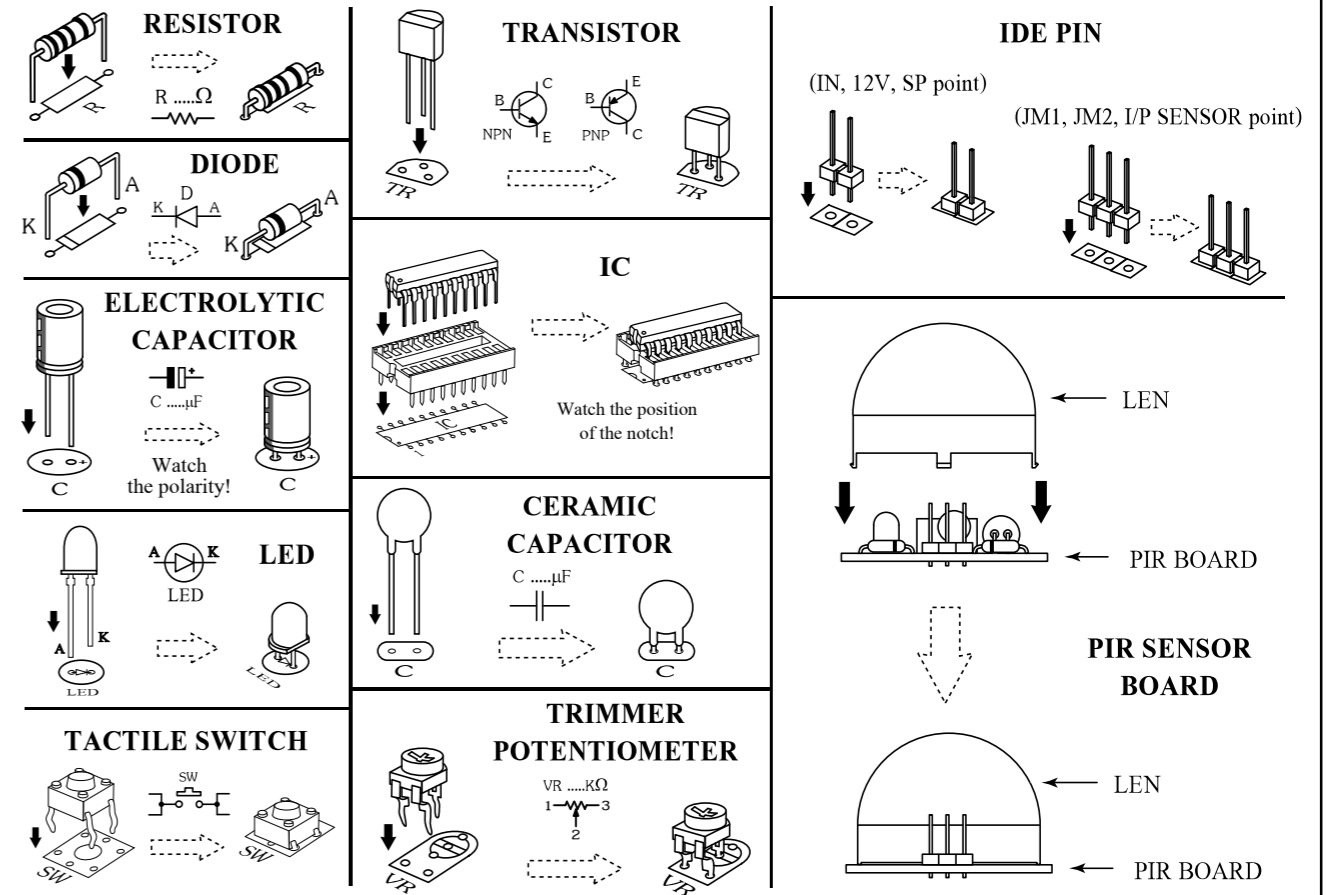 RESISTOR
R .....Ω
R
R
DIODE
A
K
D
K
A
A
K
ELECTROLYTIC
CAPACITOR
+
C .....µF
Watch
the polarity!
+
C
+
C
LED
A
K
LED
A
K
LED
LED
TACTILE SWITCH
SW
SW
SW
TRANSISTOR
B
C
E
NPN
B
E
C
PNP
TR
TR
IC
IC
1
Watch the position
of the notch!
CERAMIC
CAPACITOR
C .....µF
C
C
TRIMMER
POTENTIOMETER
VR .....KΩ
1
3
2
VR
VR
IDE PIN
(IN, 12V, SP point)
(JM1, JM2, I/P SENSOR point)
LEN
PIR BOARD
PIR SENSOR
BOARD
LEN
PIR BOARD